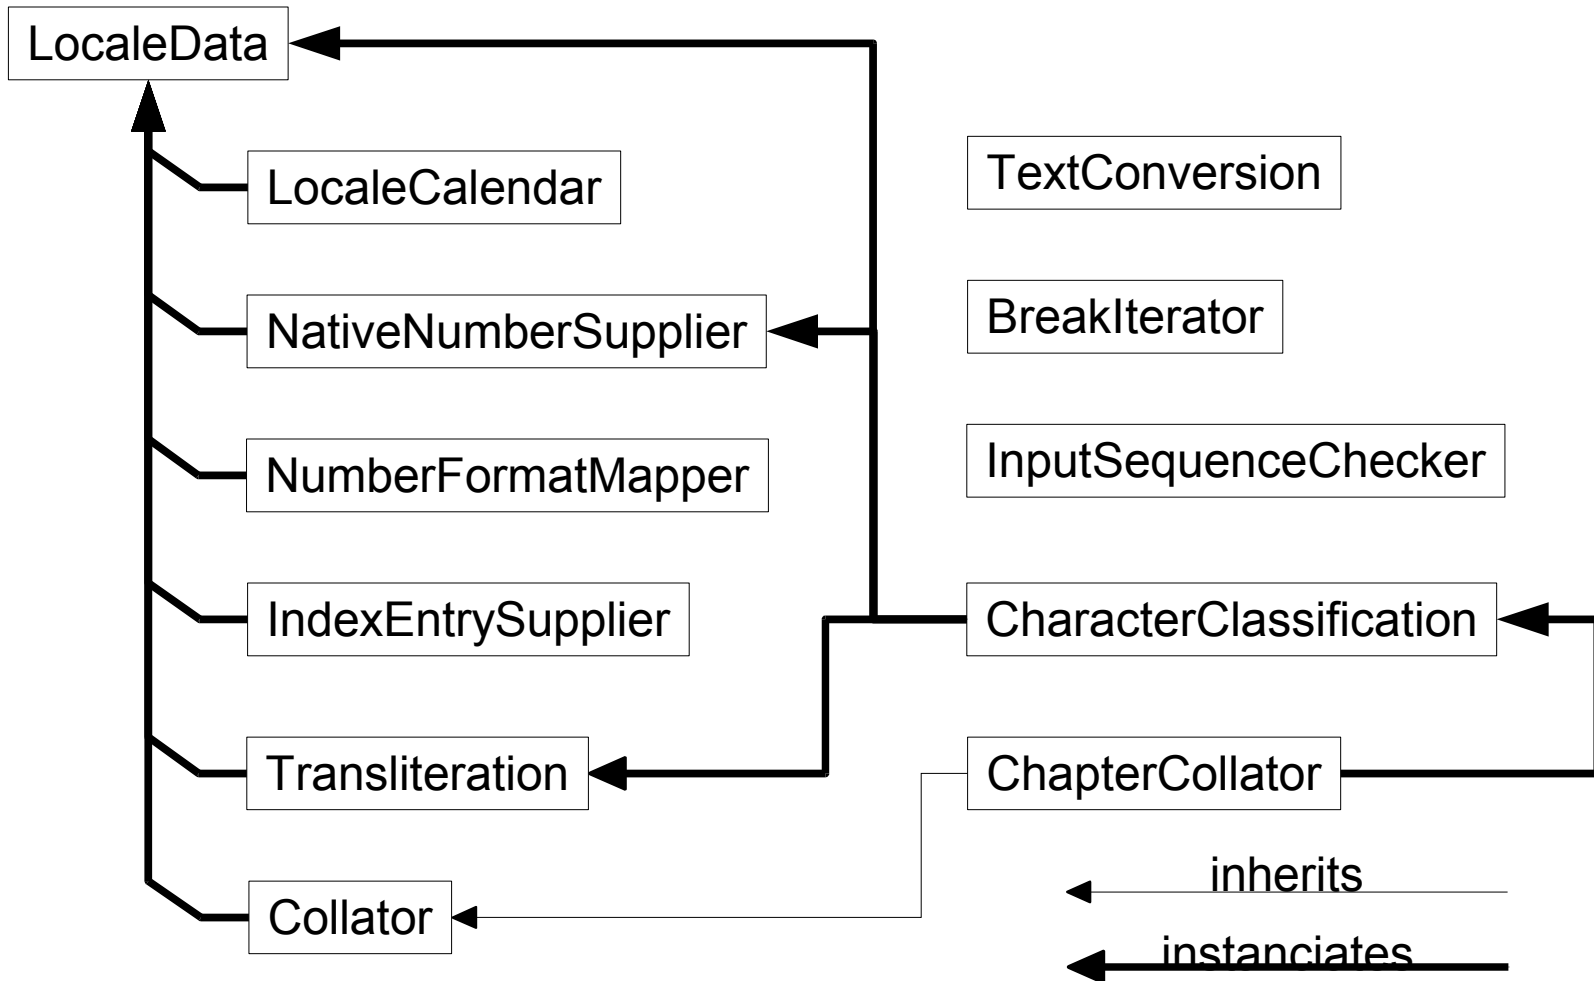 LocaleData
LocaleCalendar
TextConversion
NativeNumberSupplier
BreakIterator
NumberFormatMapper
InputSequenceChecker
IndexEntrySupplier
CharacterClassification
Transliteration
ChapterCollator
inherits
Collator
instanciates